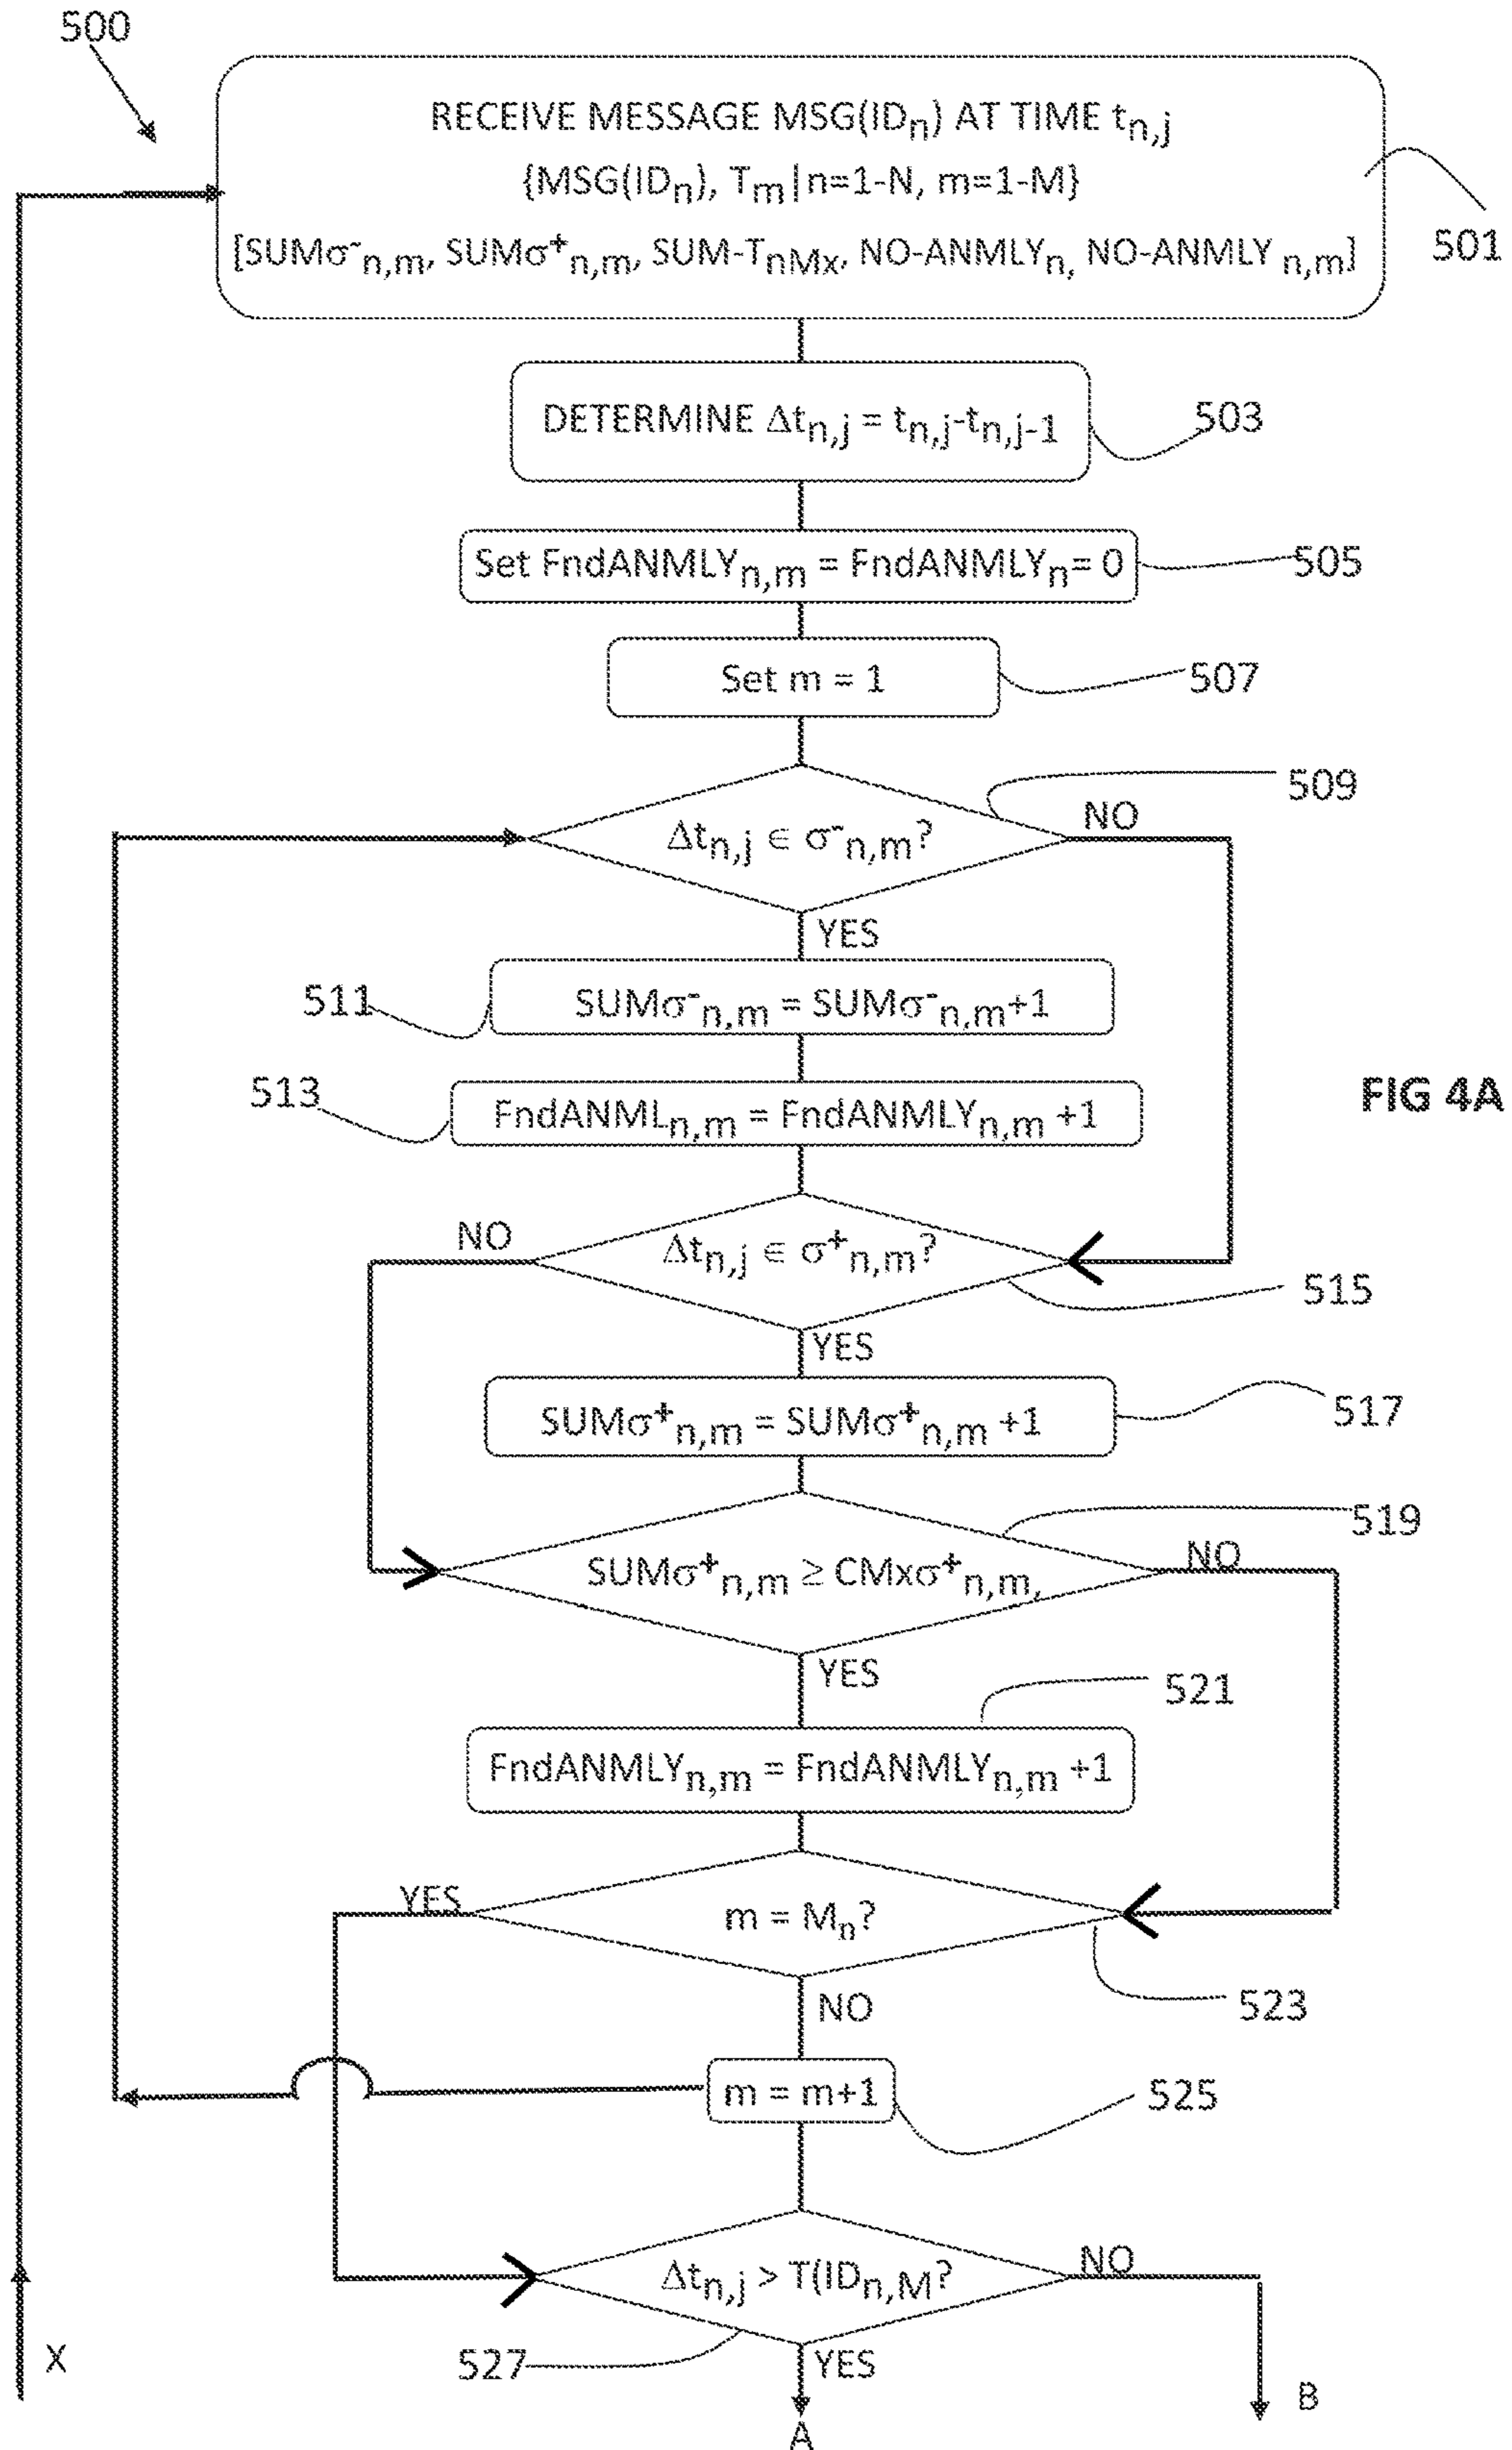 500
RECEIVE MESSAGE MSG(IDn) AT TIME tn,j
{MSG(IDn), Tm|n=1-N, m=1-M}
[SUMσ-n,m, SUMσ+n,m, SUM-TnMx, NO-ANMLYn, NO-ANMLY n,m]
501
DETERMINE Δtn,j = tn,j-tn,j-1
503
Set FndANMLYn,m = FndANMLYn= 0
505
Set m = 1
507
509
Δtn,j ∈ σ-n,m?
NO
YES
511
SUMσ-n,m = SUMσ-n,m+1
513
FndANMLn,m = FndANMLYn,m +1
FIG 4A
NO
Δtn,j ∈ σ+n,m?
515
YES
SUMσ+n,m = SUMσ+n,m +1
517
519
SUMσ+n,m ≥ CMxσ+n,m,
NO
YES
521
FndANMLYn,m = FndANMLYn,m +1
YES
m = Mn?
523
NO
m = m+1
525
Δtn,j > T(IDn,M?
NO
527
YES
X
B
A